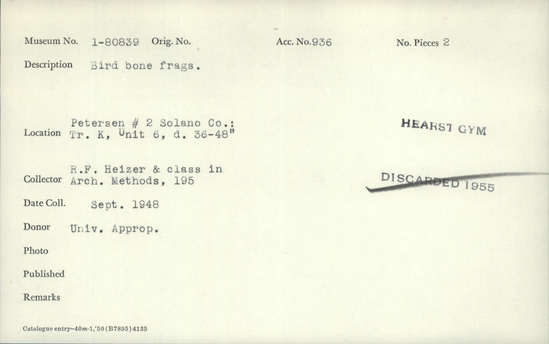 Museum No. 1-80839 Orig. No. Acc. No. 936 No. Pieces 2
Description Bird bone frags.
Petersen # 2 Solano Co.;
Location Tr. K, Unit 6, d. 36-48"
HEARST GYM
R.F. Heizer & class in
Collector Arch. Methods, 195
DISCARDED 1955
Date Coll. Sept. 1948
Donor Univ. Approp.
Photo
Published
Remarks
Catalogue entry—40m-1,'50 (B7895) 4135